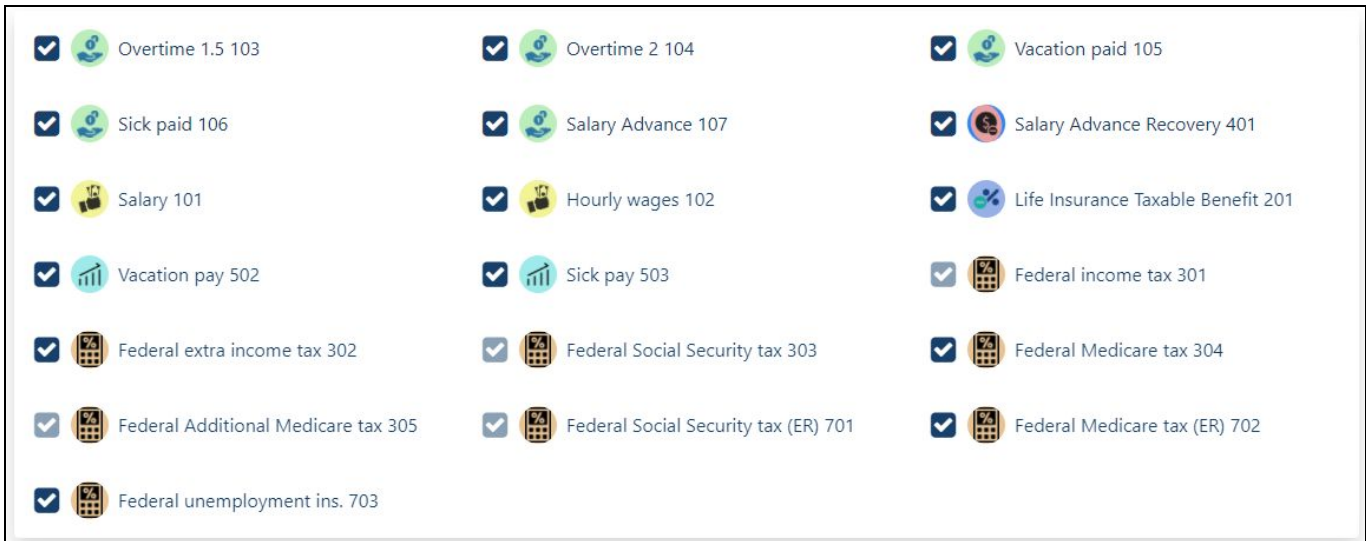 Overtime 1.5 103
Overtime 2 104
Vacation paid 105
Sick paid 106
Salary Advance 107
Salary Advance Recovery 401
Salary 101
Hourly wages 102
Life Insurance Taxable Benefit 201
Vacation pay 502
Sick pay 503
Federal income tax 301
Federal extra income tax 302
Federal Social Security tax 303
Federal Medicare tax 304
Federal Additional Medicare tax 305
Federal Social Security tax (ER) 701
Federal Medicare tax (ER) 702
Federal unemployment ins. 703